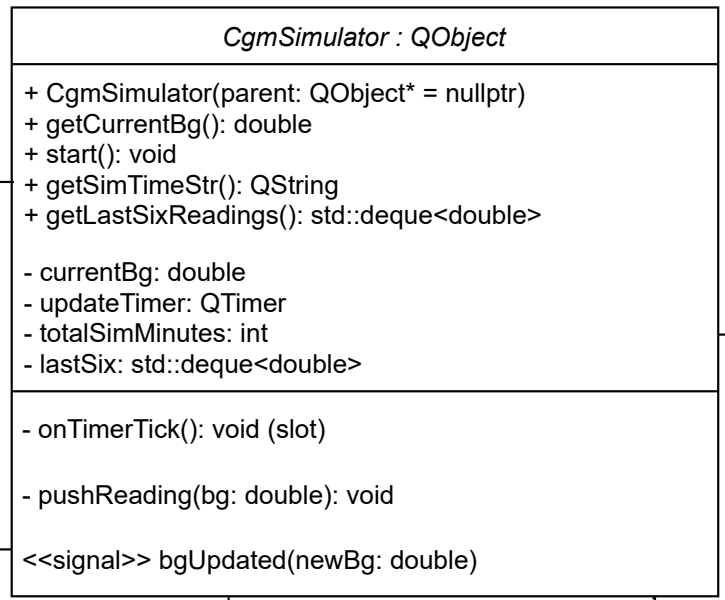 CgmSimulator : QObject
+ CgmSimulator(parent: QObject* = nullptr)
+ getCurrentBg(): double
+ start(): void
+ getSimTimeStr(): QString
+ getLastSixReadings(): std::deque<double>
- currentBg: double
- updateTimer: QTimer
- totalSimMinutes: int
- lastSix: std::deque<double>
- onTimerTick(): void (slot)
- pushReading(bg: double): void
<<signal>> bgUpdated(newBg: double)